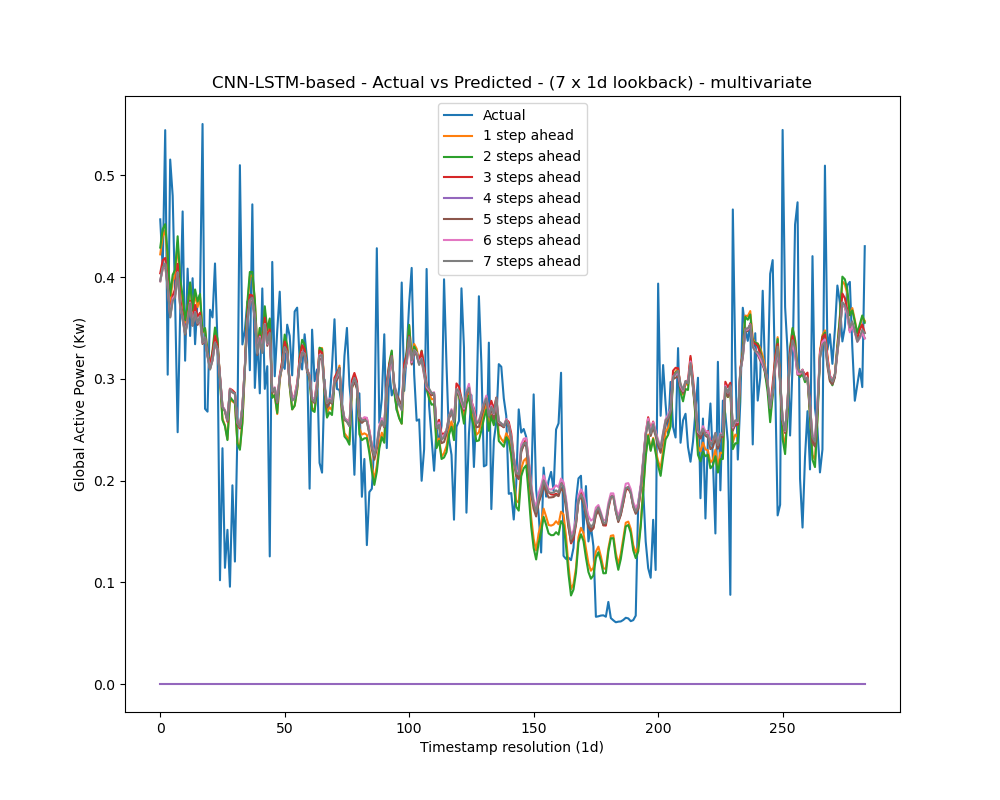 CNN-LSTM-based - Actual vs Predicted - (7 x 1d lookback) - multivariate
Actual
1 step ahead
2 steps ahead
3 steps ahead
4 steps ahead
5 steps ahead
6 steps ahead
7 steps ahead
Global Active Power (Kw)
0.5
0.4
0.3
0.2
0.1
0.0
0
50
100
150
200
250
Timestamp resolution (1d)